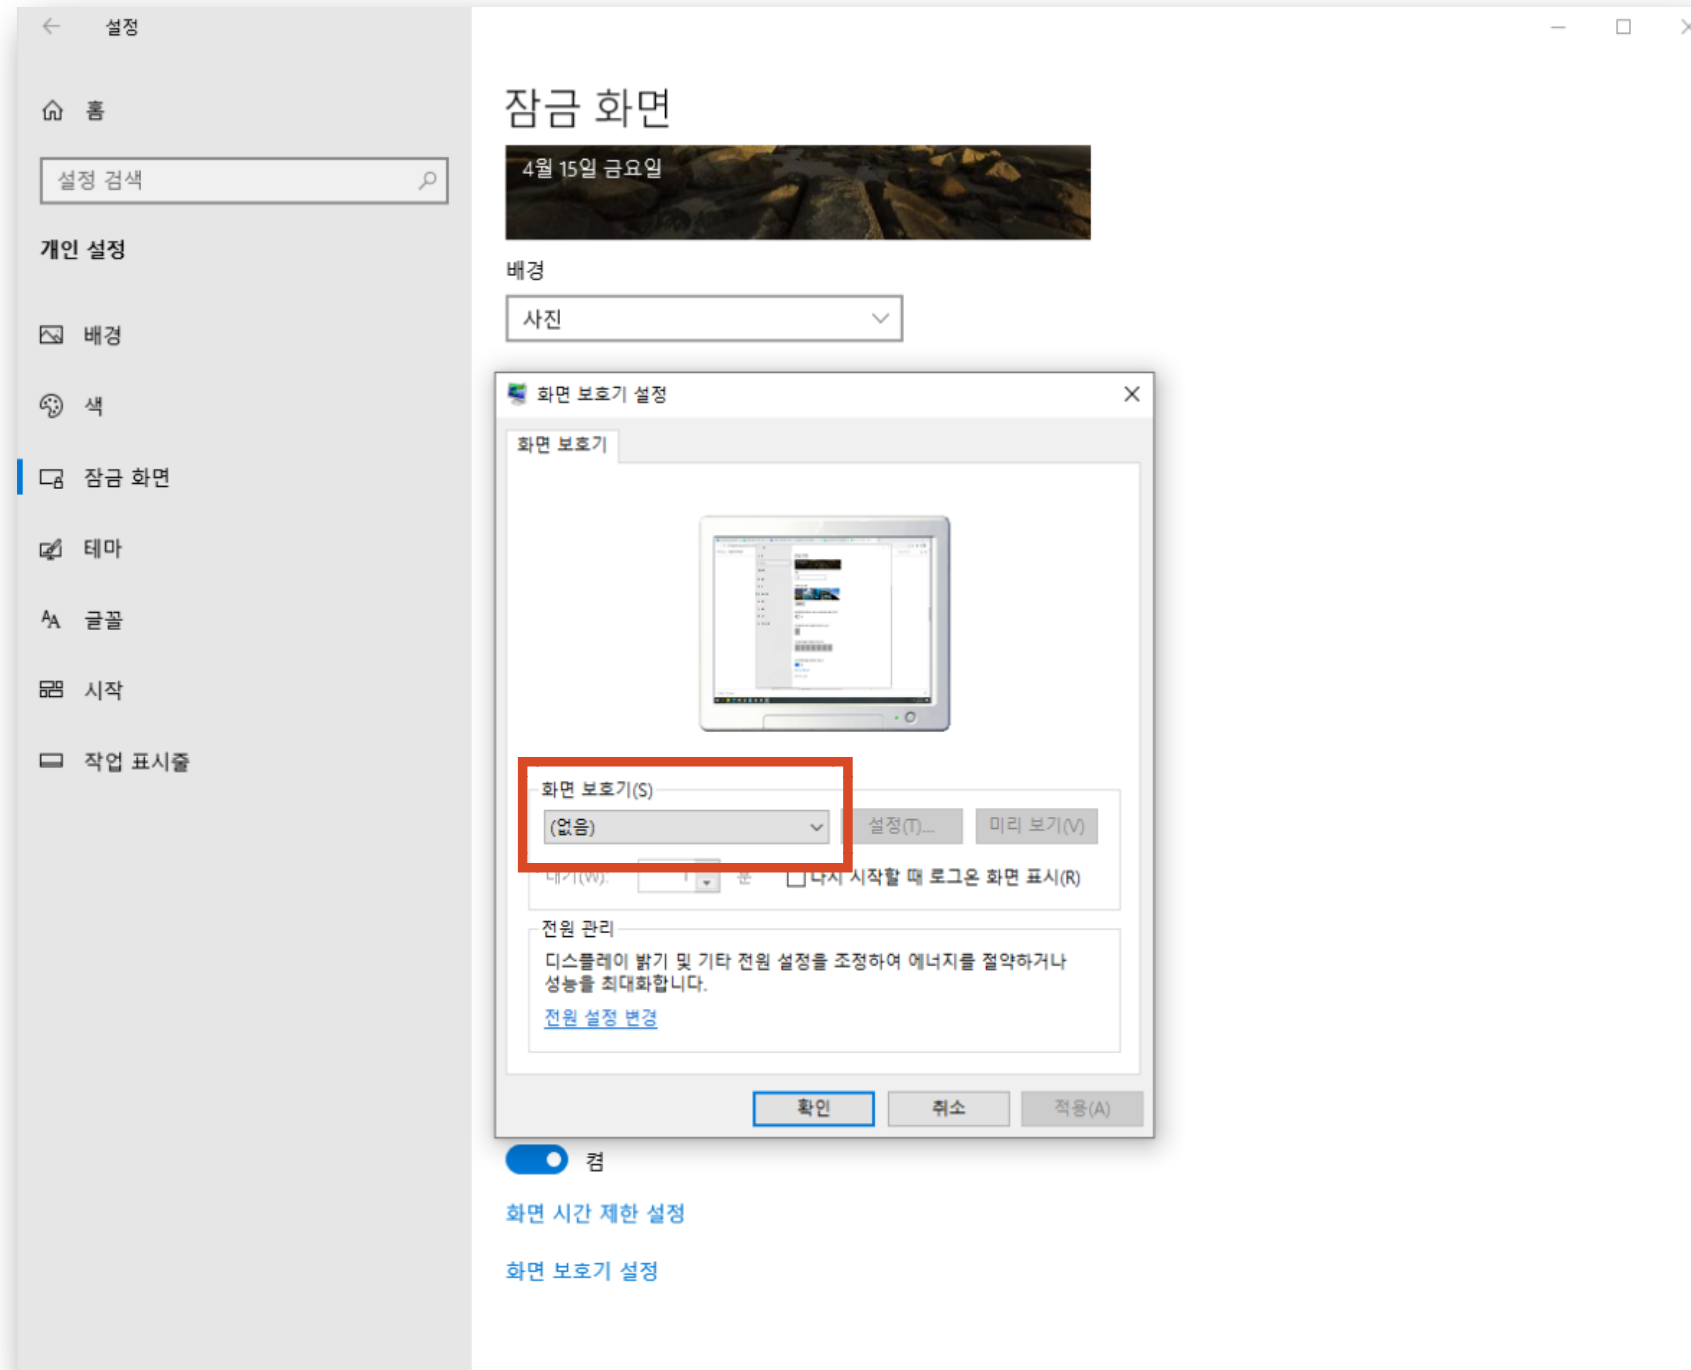 설정
홈
설정 검색
개인 설정
배경
색
잠금 화면
테마
글꼴
시작
작업 표시줄
잠금 화면
4월 15일 금요일
배경
사진
화면 보호기 설정
화면 보호기
화면 보호기(S)
(없음)
설정(T)...
미리 보기(V)
대기(W):
1
분
다시 시작할 때 로그온 화면 표시(R)
전원 관리
디스플레이 밝기 및 기타 전원 설정을 조정하여 에너지를 절약하거나
성능을 최대화합니다.
전원 설정 변경
확인
취소
적용(A)
켬
화면 시간 제한 설정
화면 보호기 설정